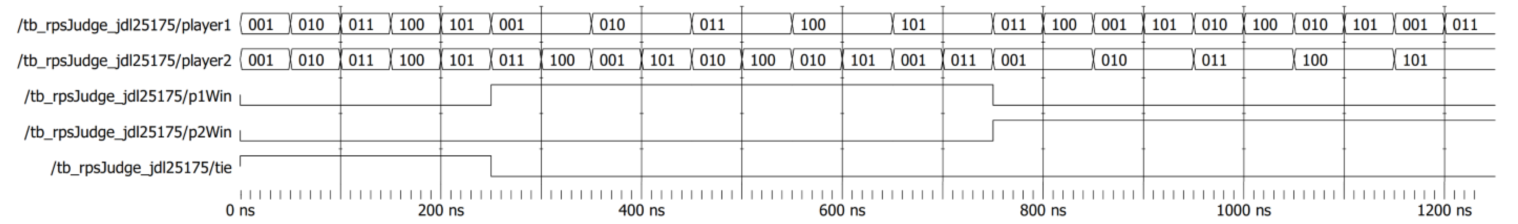 /tb_rpsJudge_jdl25175/player1 001 010 011 100 101 001 010 011 100 101 011 100 001 101 010 100 010 101 001 011
/tb_rpsJudge_jdl25175/player2 001 010 011 100 101 011 100 001 101 010 100 010 101 001 011 001 010 011 100 101
/tb_rpsJudge_jdl25175/p1Win
/tb_rpsJudge_jdl25175/p2Win
/tb_rpsJudge_jdl25175/tie
0 ns 200 ns 400 ns 600 ns 800 ns 1000 ns 1200 ns